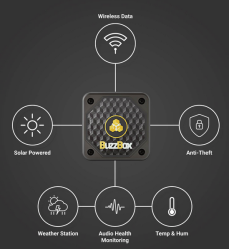 Wireless Data
BuzzBox
Solar Powered
Anti-Theft
Weather Station
Audio Health
Monitoring
Temp & Hum